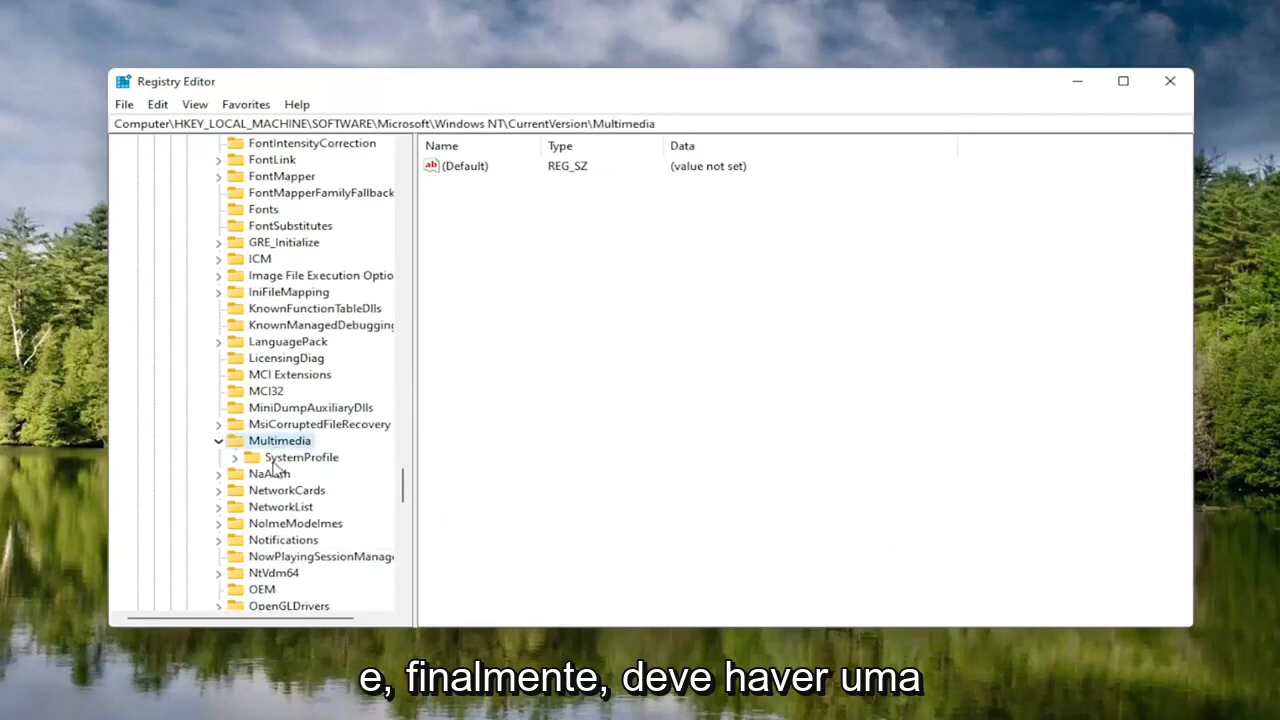 Registry Editor
File Edit View Favorites Help
Computer\HKEY_LOCAL_MACHINE\SOFTWARE\Microsoft\Windows NT\CurrentVersion\Multimedia
FontIntensityCorrection
FontLink
FontMapper
FontMapperFamilyFallback
Fonts
FontSubstitutes
GRE_Initialize
ICM
Image File Execution Optio
IniFileMapping
KnownFunctionTableDlls
KnownManagedDebugging
LanguagePack
LicensingDiag
MCI Extensions
MCI32
MiniDumpAuxiliaryDlls
MsiCorruptedFileRecovery
Multimedia
SystemProfile
NetworkCards
NetworkList
NoImeModeImes
Notifications
NowPlayingSessionManage
NtVdm64
OEM
OpenGLDrivers
Name Type Data
ab (Default) REG_SZ (value not set)
e, finalmente, deve haver uma